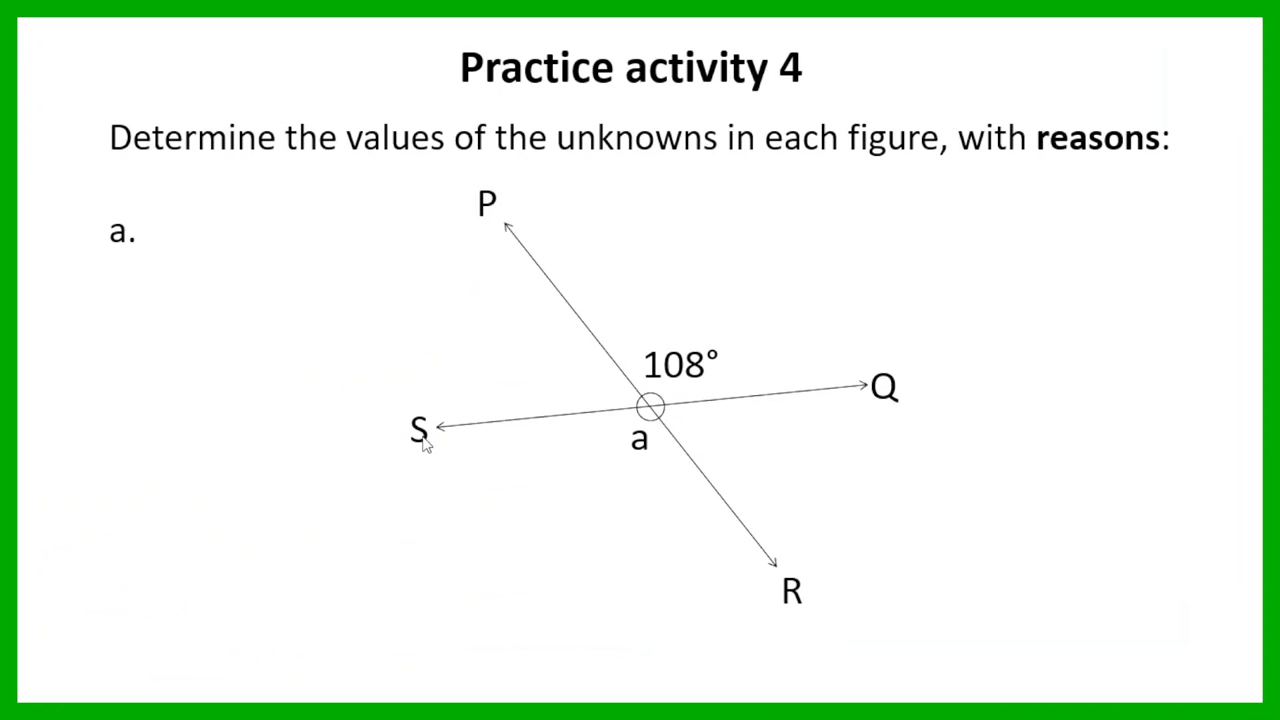 Practice activity 4
Determine the values of the unknowns in each figure, with reasons:
P
a.
108°
Q
S
a
R